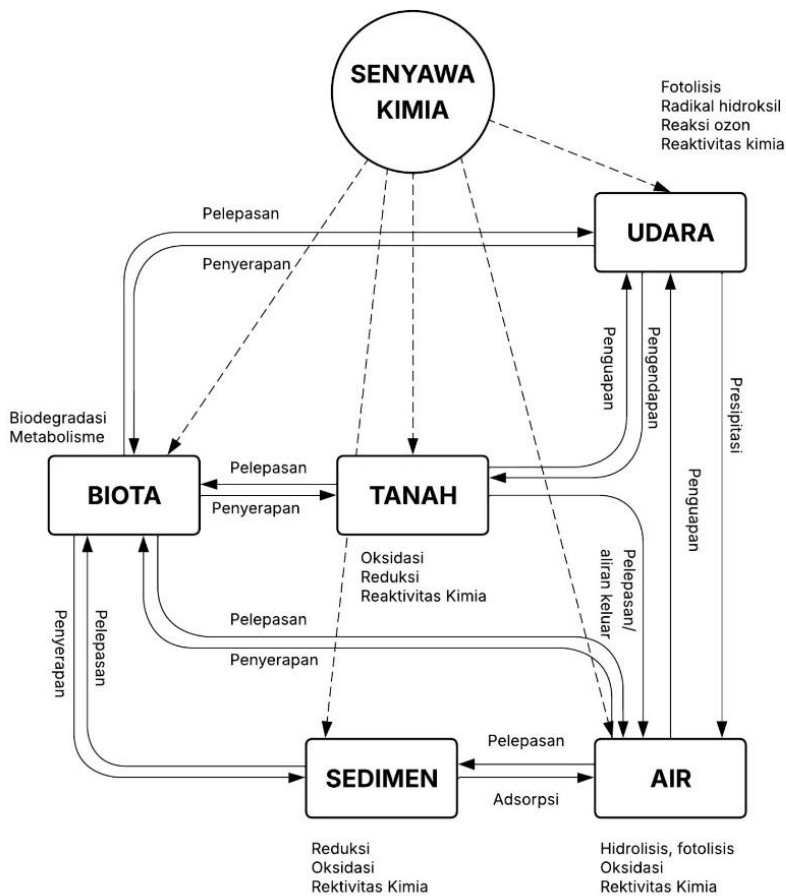 SENYAWA
KIMIA
Fotolisis
Radikal hidroksil
Reaksi ozon
Reaktivitas kimia
UDARA
Pelepasan
Penyerapan
Penguapan
Pengendapan
Presipitasi
Penguapan
Biodegradasi
Metabolisme
BIOTA
Pelepasan
Penyerapan
TANAH
Oksidasi
Reduksi
Reaktivitas Kimia
Pelepasan/
aliran keluar
Penyerapan
Pelepasan
Pelepasan
Penyerapan
SEDIMEN
Pelepasan
Adsorpsi
AIR
Reduksi
Oksidasi
Rektivitas Kimia
Hidrolisis, fotolisis
Oksidasi
Rektivitas Kimia